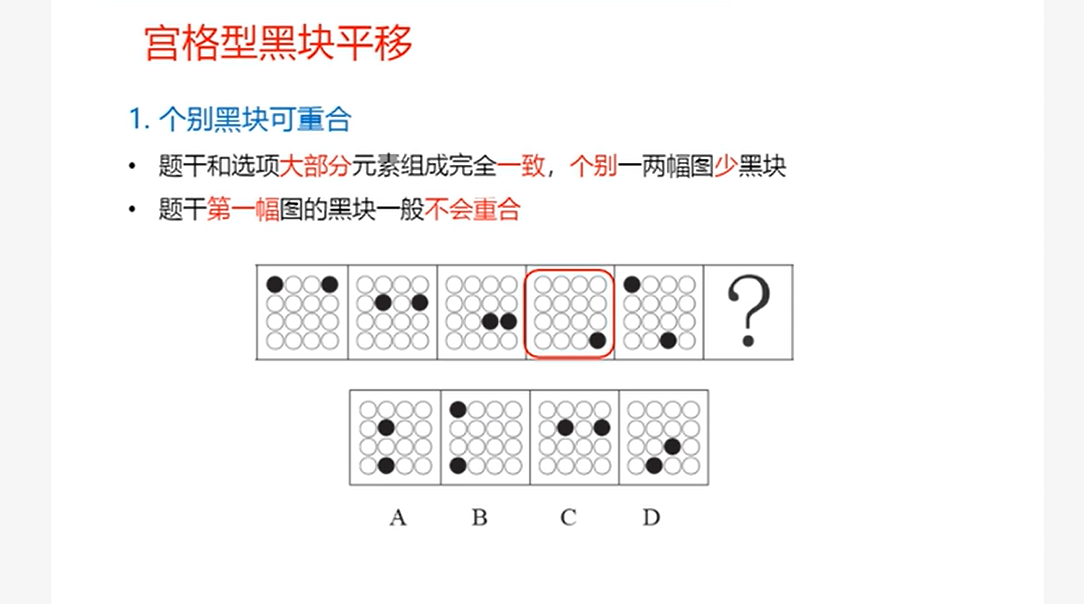 宫格型黑块平移
1. 个别黑块可重合
• 题干和选项大部分元素组成完全一致，个别一两幅图少黑块
• 题干第一幅图的黑块一般不会重合
?
A B C D